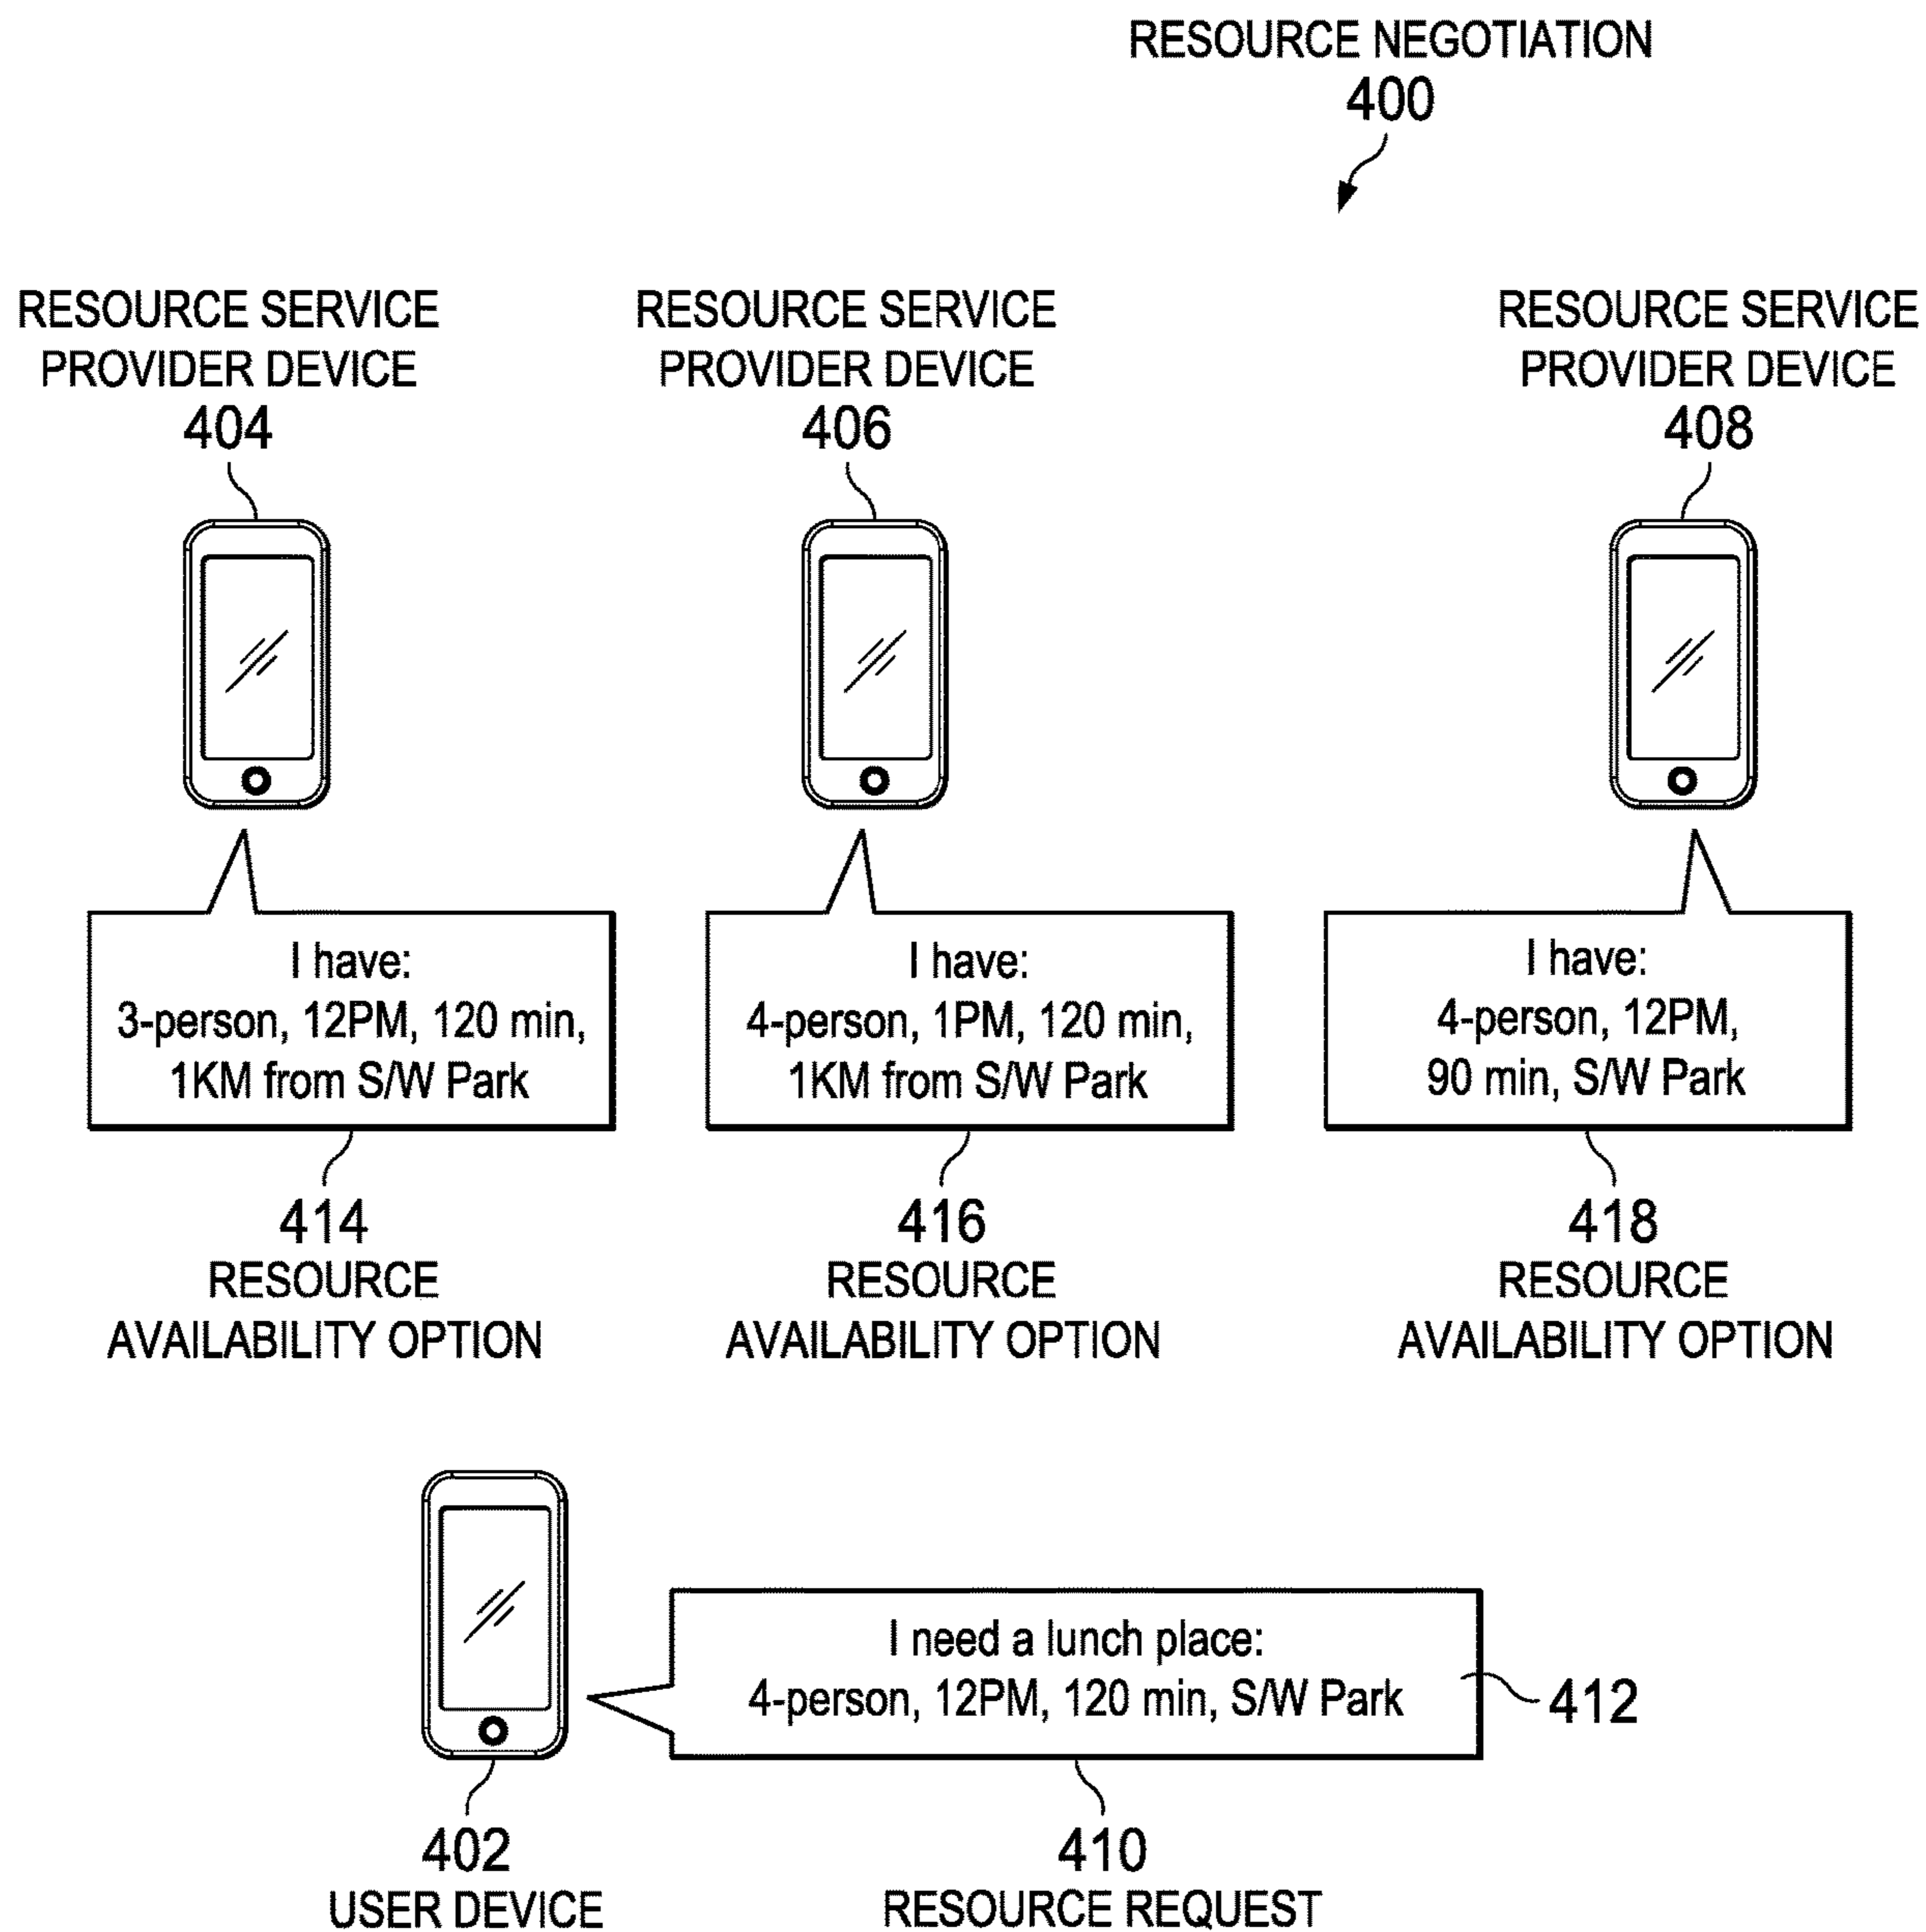 RESOURCE NEGOTIATION
400
RESOURCE SERVICE
PROVIDER DEVICE
404
RESOURCE SERVICE
PROVIDER DEVICE
406
RESOURCE SERVICE
PROVIDER DEVICE
408
I have:
3-person, 12PM, 120 min,
1KM from S/W Park
I have:
4-person, 1PM, 120 min,
1KM from S/W Park
I have:
4-person, 12PM,
90 min, S/W Park
414
RESOURCE
AVAILABILITY OPTION
416
RESOURCE
AVAILABILITY OPTION
418
RESOURCE
AVAILABILITY OPTION
I need a lunch place:
4-person, 12PM, 120 min, S/W Park
412
402
USER DEVICE
410
RESOURCE REQUEST